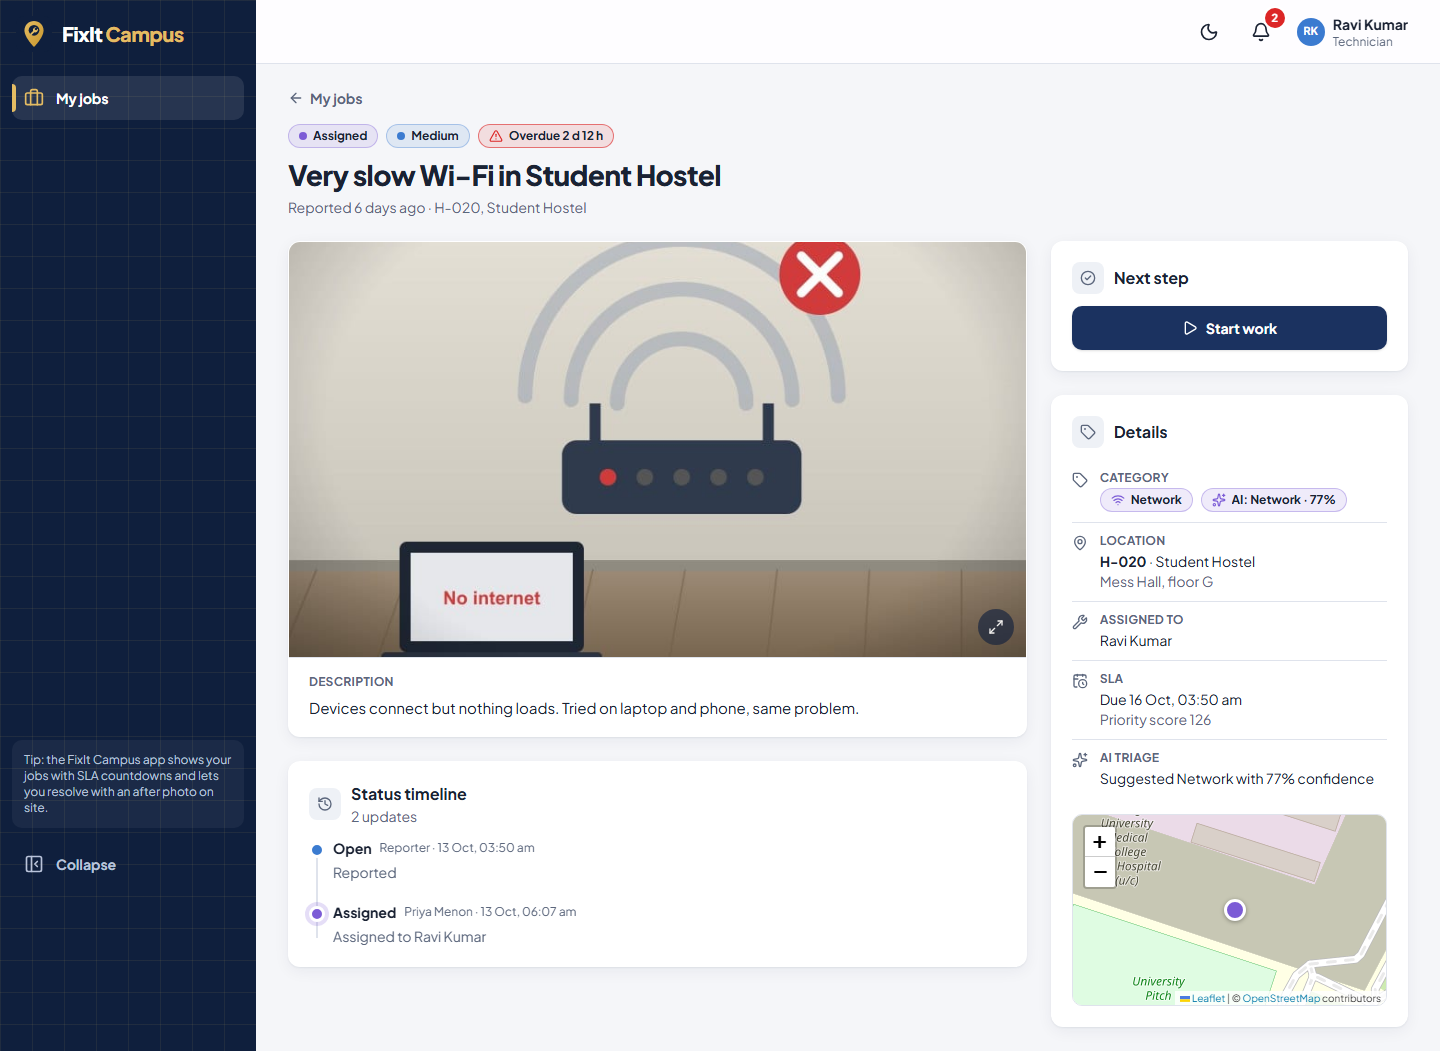 FixIt Campus
My jobs
Tip: the FixIt Campus app shows your
jobs with SLA countdowns and lets
you resolve with an after photo on
site.
Collapse
2
RK
Ravi Kumar
Technician
My jobs
Assigned
Medium
Overdue 2 d 12 h
Very slow Wi-Fi in Student Hostel
Reported 6 days ago · H-020, Student Hostel
No internet
DESCRIPTION
Devices connect but nothing loads. Tried on laptop and phone, same problem.
Status timeline
2 updates
Open Reporter · 13 Oct, 03:50 am
Reported
Assigned Priya Menon · 13 Oct, 06:07 am
Assigned to Ravi Kumar
Next step
Start work
Details
CATEGORY
Network
AI: Network · 77%
LOCATION
H-020 · Student Hostel
Mess Hall, floor G
ASSIGNED TO
Ravi Kumar
SLA
Due 16 Oct, 03:50 am
Priority score 126
AI TRIAGE
Suggested Network with 77% confidence
+
−
University
Hospital
(u/c)
University
Pitch
Leaflet | © OpenStreetMap contributors